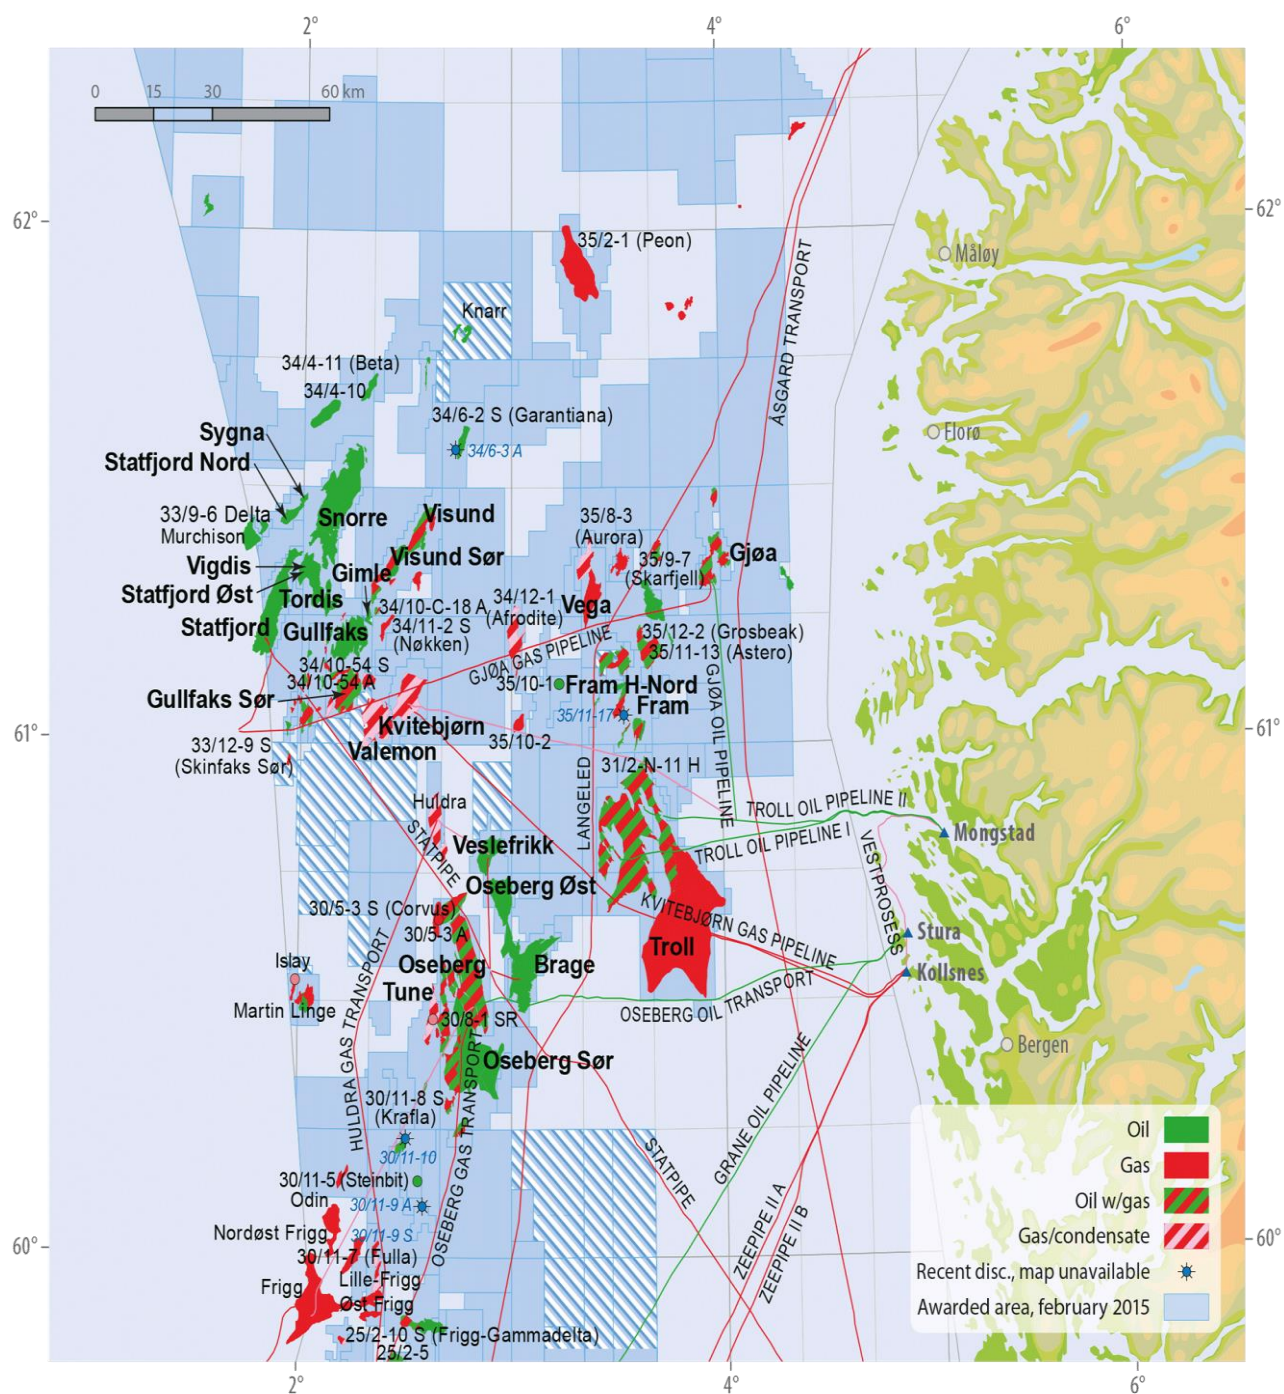 2°
4°
6°
0
15
30
60 km
62°
62°
35/2-1 (Peon)
Måløy
ÅSGARD TRANSPORT
Knarr
34/4-11 (Beta)
34/4-10
34/6-2 S (Garantiana)
34/6-3 A
Florø
Sygna
Statfjord Nord
33/9-6 Delta
Murchison
Snorre
Visund
35/8-3
(Aurora)
35/9-7
(Skarfjell)
Gjøa
Vigdis
Visund Sør
Gimle
Statfjord Øst
Tordis
34/10-C-18 A
34/12-1
(Afrodite)
Vega
Statfjord
Gullfaks
34/11-2 S
(Nøkken)
35/12-2 (Grosbeak)
35/11-13 (Astero)
GJØA GAS PIPELINE
GJØA OIL PIPELINE
34/10-54 S
34/10-54 A
Gullfaks Sør
35/10-1
Fram H-Nord
Fram
35/11-17
Kvitebjørn
Valemon
35/10-2
61°
61°
33/12-9 S
(Skinfaks Sør)
31/2-N-11 H
Huldra
LANGELED
TROLL OIL PIPELINE II
TROLL OIL PIPELINE I
Mongstad
STATPIPE
Veslefrikk
VESTPROSESS
Oseberg Øst
30/5-3 S (Corvus)
30/5-3 A
KVITEBJØRN GAS PIPELINE
Stura
Troll
Islay
Oseberg
Brage
Kollsnes
Tune
Martin Linge
30/8-1 SR
OSEBERG OIL TRANSPORT
Bergen
HULDRA GAS TRANSPORT
Oseberg Sør
OSEBERG GAS TRANSPORT
GRANE OIL PIPELINE
30/11-8 S
(Krafla)
30/11-10
STATPIPE
30/11-5 (Steinbit)
Odin
30/11-9 A
Nordøst Frigg
30/11-9 S
30/11-7 (Fulla)
ZEEPIPE II A
ZEEPIPE II B
Frigg
Lille-Frigg
Øst Frigg
25/2-10 S (Frigg-Gammadelta)
25/2-5
60°
60°
Oil
Gas
Oil w/gas
Gas/condensate
Recent disc., map unavailable
Awarded area, february 2015
2°
4°
6°